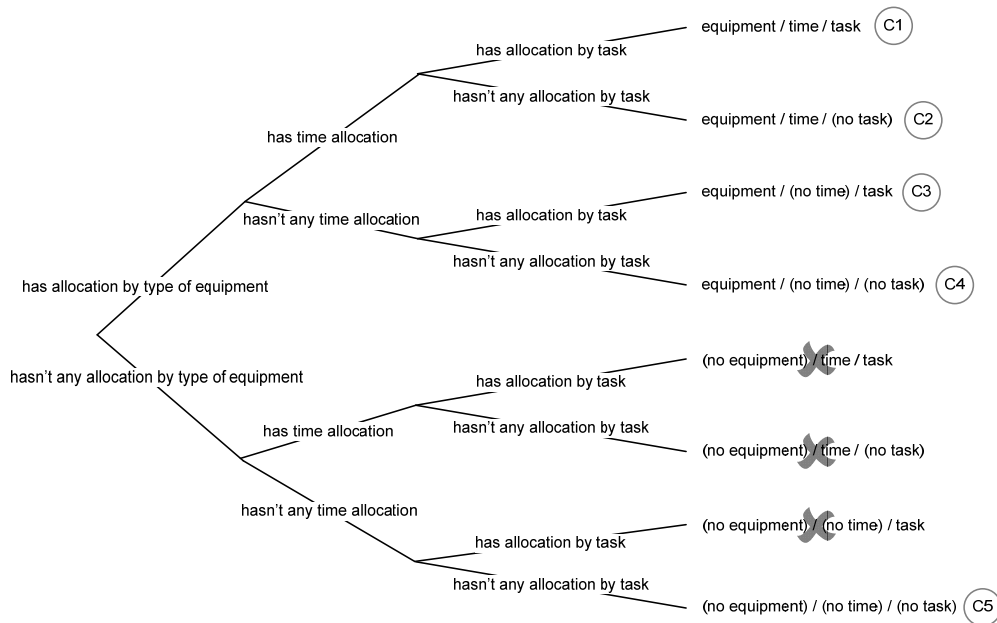 equipment / time / task C1
has allocation by task
hasn't any allocation by task
equipment / time / (no task) C2
has time allocation
equipment / (no time) / task C3
has allocation by task
hasn't any time allocation
hasn't any allocation by task
equipment / (no time) / (no task) C4
has allocation by type of equipment
(no equipment) / time / task
hasn't any allocation by type of equipment
has allocation by task
has time allocation
hasn't any allocation by task
(no equipment) / time / (no task)
hasn't any time allocation
(no equipment) / (no time) / task
has allocation by task
hasn't any allocation by task
(no equipment) / (no time) / (no task) C5